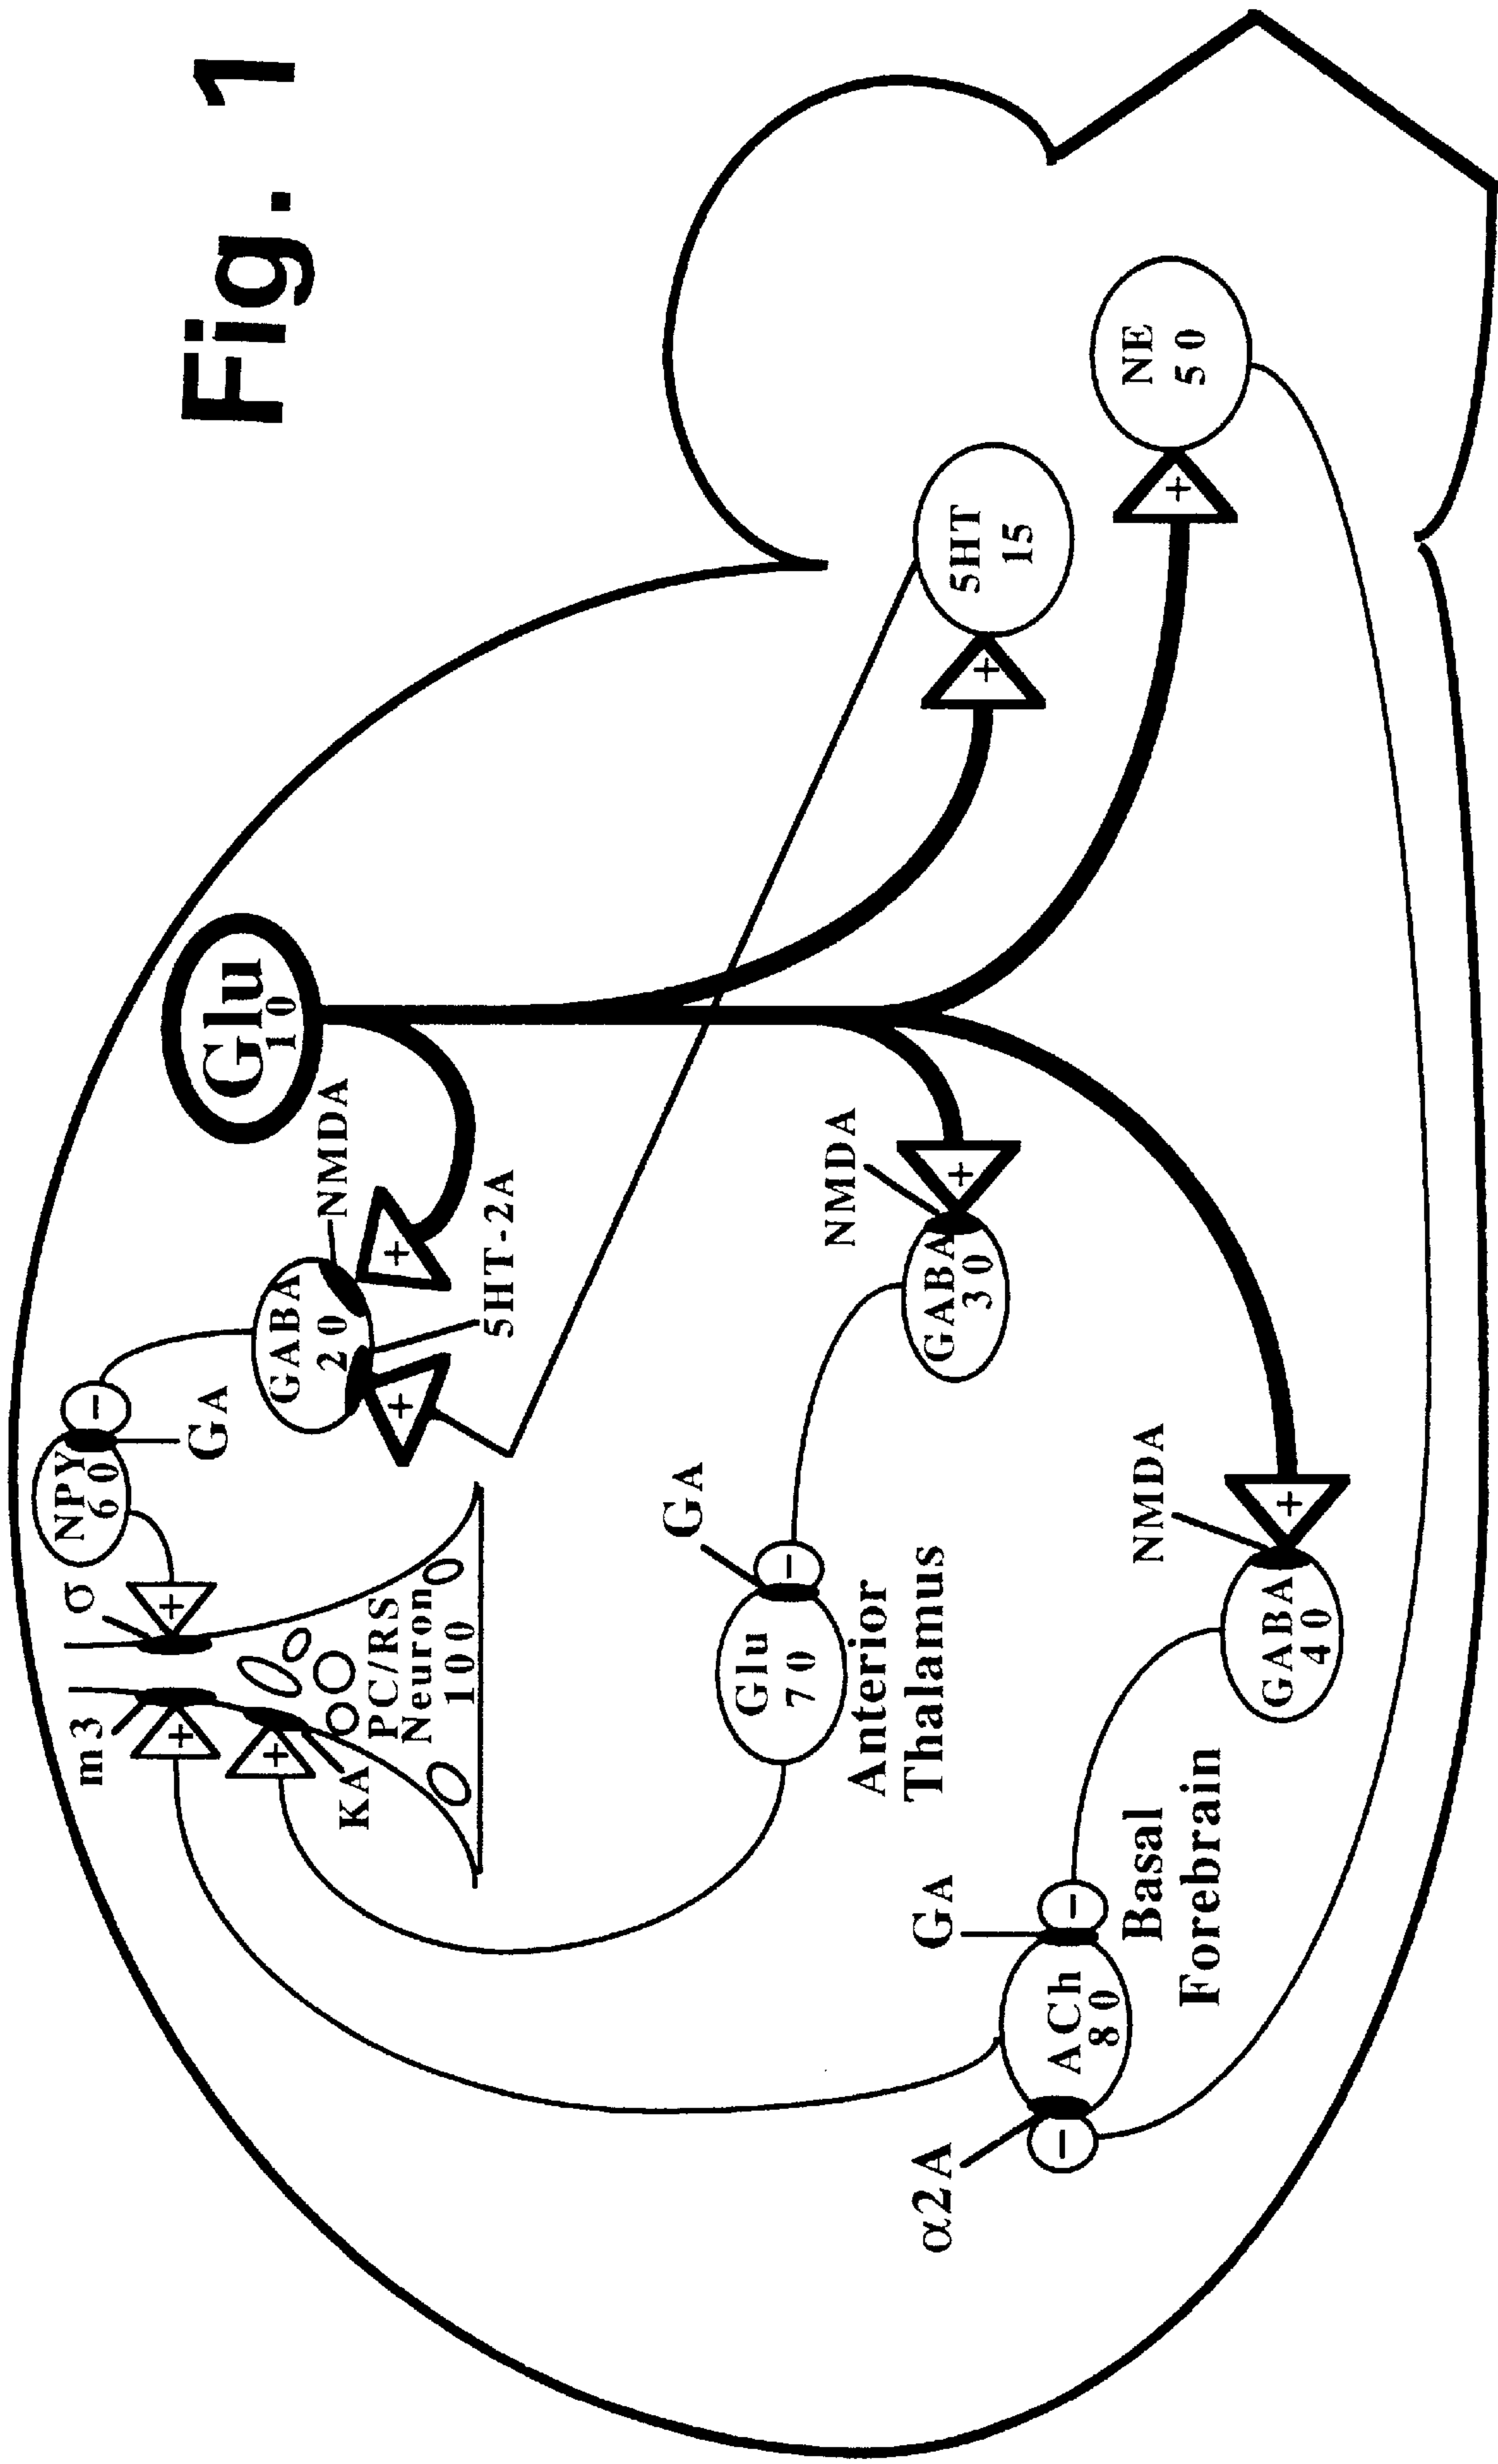 Fig. 1
m3
σ
NPY
60
GA
KA
PC/RS
Neuron
100
GABA
20
NMDA
5HT-2A
Glu
10
GA
Glu
70
Anterior
Thalamus
NMDA
GABA
30
5HT
15
α2A
GA
ACh
80
Basal
Forebrain
NMDA
GABA
40
NE
50
+
+
+
+
+
+
+
+
+
−
−
−
−